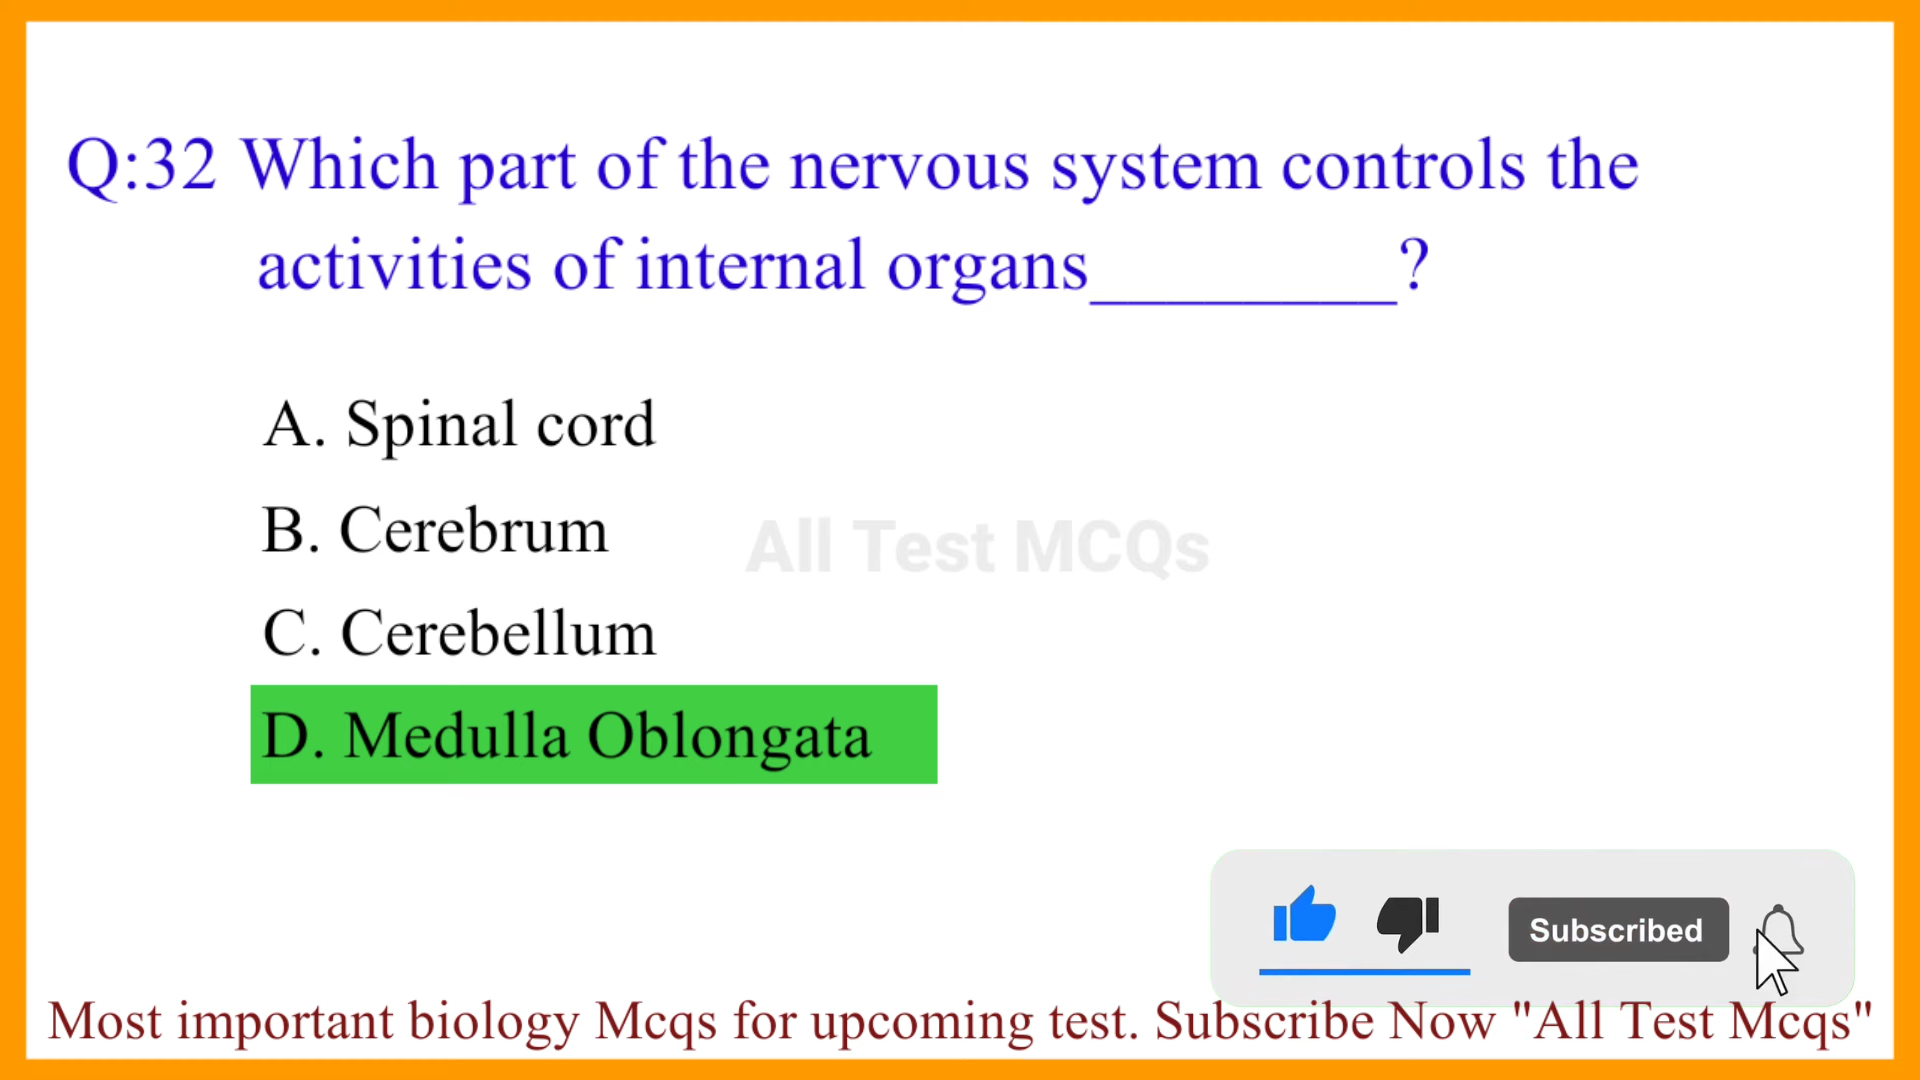 Q:32 Which part of the nervous system controls the
activities of internal organs________?
A. Spinal cord
B. Cerebrum
All Test MCQs
C. Cerebellum
D. Medulla Oblongata
Subscribed
Most important biology Mcqs for upcoming test. Subscribe Now "All Test Mcqs"